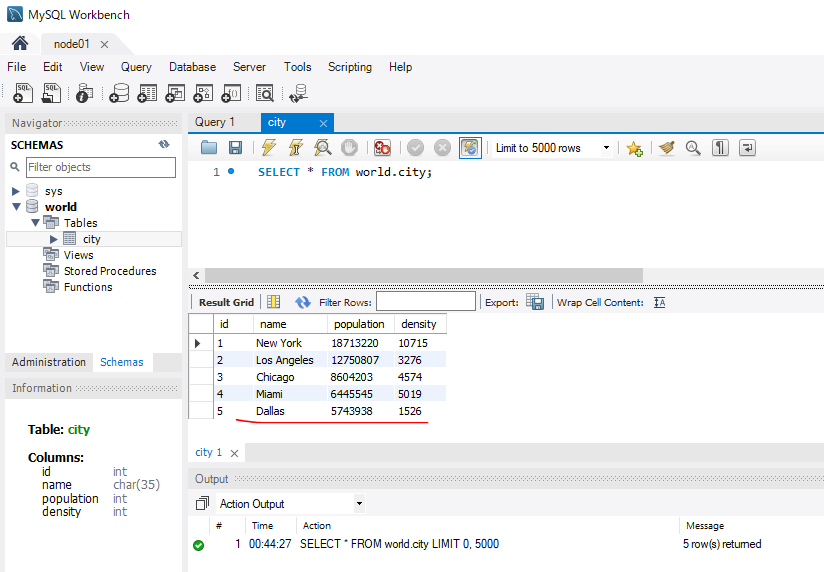 MySQL Workbench
node01
File Edit View Query Database Server Tools Scripting Help
SQL SQL
Navigator
SCHEMAS
Filter objects
sys
world
Tables
city
Views
Stored Procedures
Functions
Administration Schemas
Information
Table: city
Columns:
id int
name char(35)
population int
density int
Query 1 city
Limit to 5000 rows
1 SELECT * FROM world.city;
Result Grid Filter Rows: Export: Wrap Cell Content: IA
id name population density
1 New York 18713220 10715
2 Los Angeles 12750807 3276
3 Chicago 8604203 4574
4 Miami 6445545 5019
5 Dallas 5743938 1526
city 1
Output
Action Output
# Time Action Message
1 00:44:27 SELECT * FROM world.city LIMIT 0, 5000 5 row(s) returned